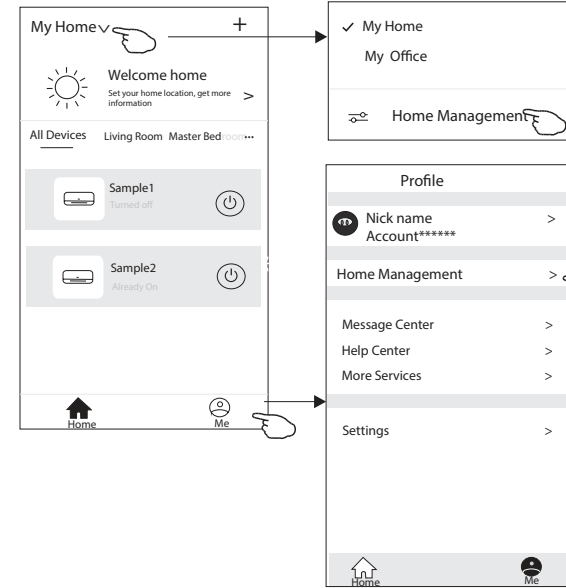 My Home
+
Welcome home
Set your home location, get more
information
>
All Devices Living Room Master Bedroom...
Sample1
Turned off
Sample2
Already On
Home
Me
✓ My Home
My Office
Home Management
Profile
Nick name >
Account******
Home Management >
Message Center >
Help Center >
More Services >
Settings >
Home
Me